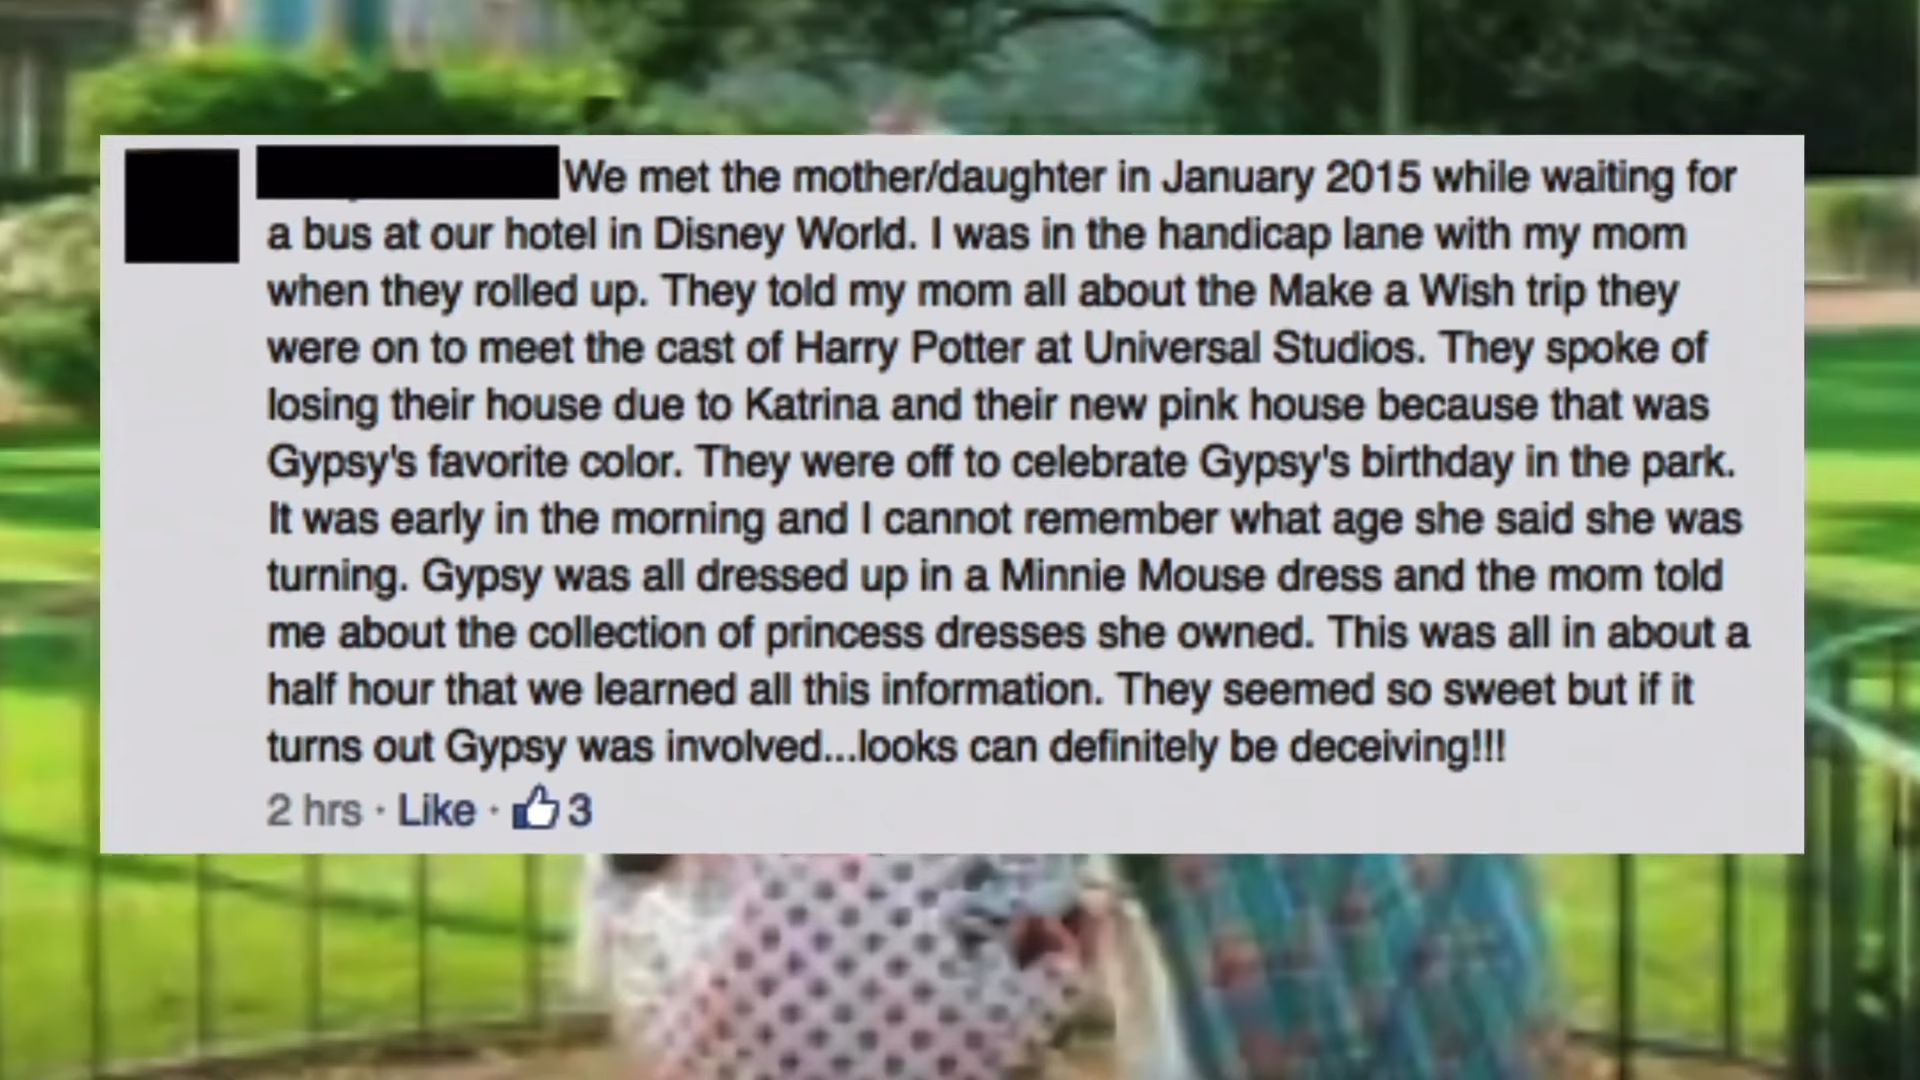 We met the mother/daughter in January 2015 while waiting for
a bus at our hotel in Disney World. I was in the handicap lane with my mom
when they rolled up. They told my mom all about the Make a Wish trip they
were on to meet the cast of Harry Potter at Universal Studios. They spoke of
losing their house due to Katrina and their new pink house because that was
Gypsy's favorite color. They were off to celebrate Gypsy's birthday in the park.
It was early in the morning and I cannot remember what age she said she was
turning. Gypsy was all dressed up in a Minnie Mouse dress and the mom told
me about the collection of princess dresses she owned. This was all in about a
half hour that we learned all this information. They seemed so sweet but if it
turns out Gypsy was involved...looks can definitely be deceiving!!!
2 hrs · Like · 3